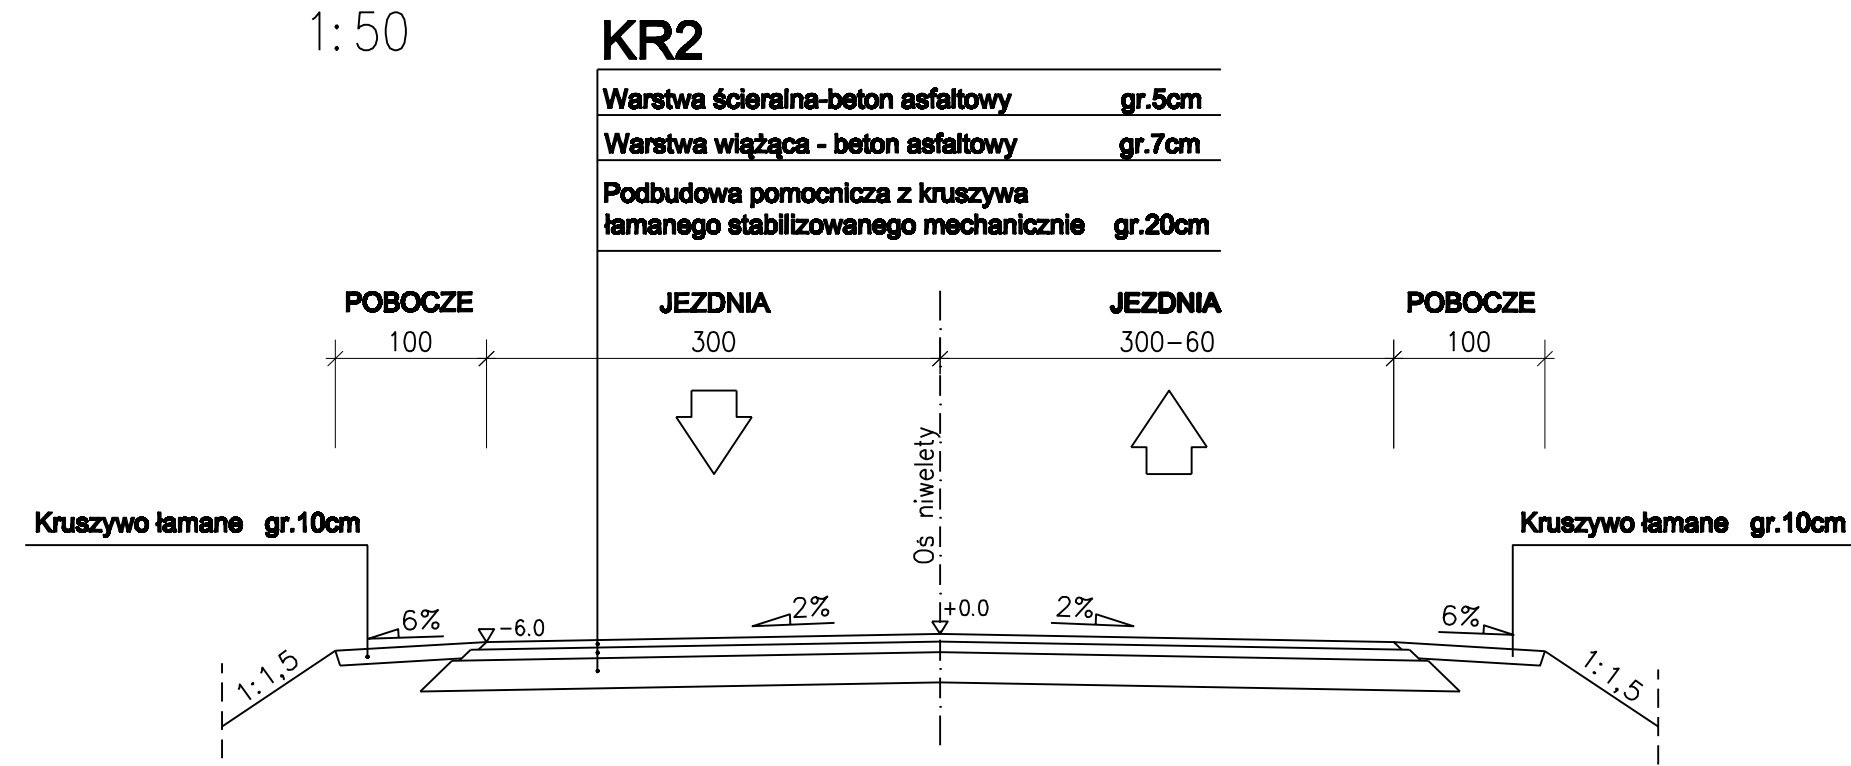 1:50
KR2
Warstwa ścieralna-beton asfaltowy gr.5cm
Warstwa wiążąca - beton asfaltowy gr.7cm
Podbudowa pomocnicza z kruszywa
łamanego stabilizowanego mechanicznie gr.20cm
POBOCZE JEZDNIA JEZDNIA POBOCZE
100 300 300-60 100
Oś niwelety
Kruszywo łamane gr.10cm
Kruszywo łamane gr.10cm
6% -6.0 2% +0.0 2% 6%
1:1,5
1:1,5